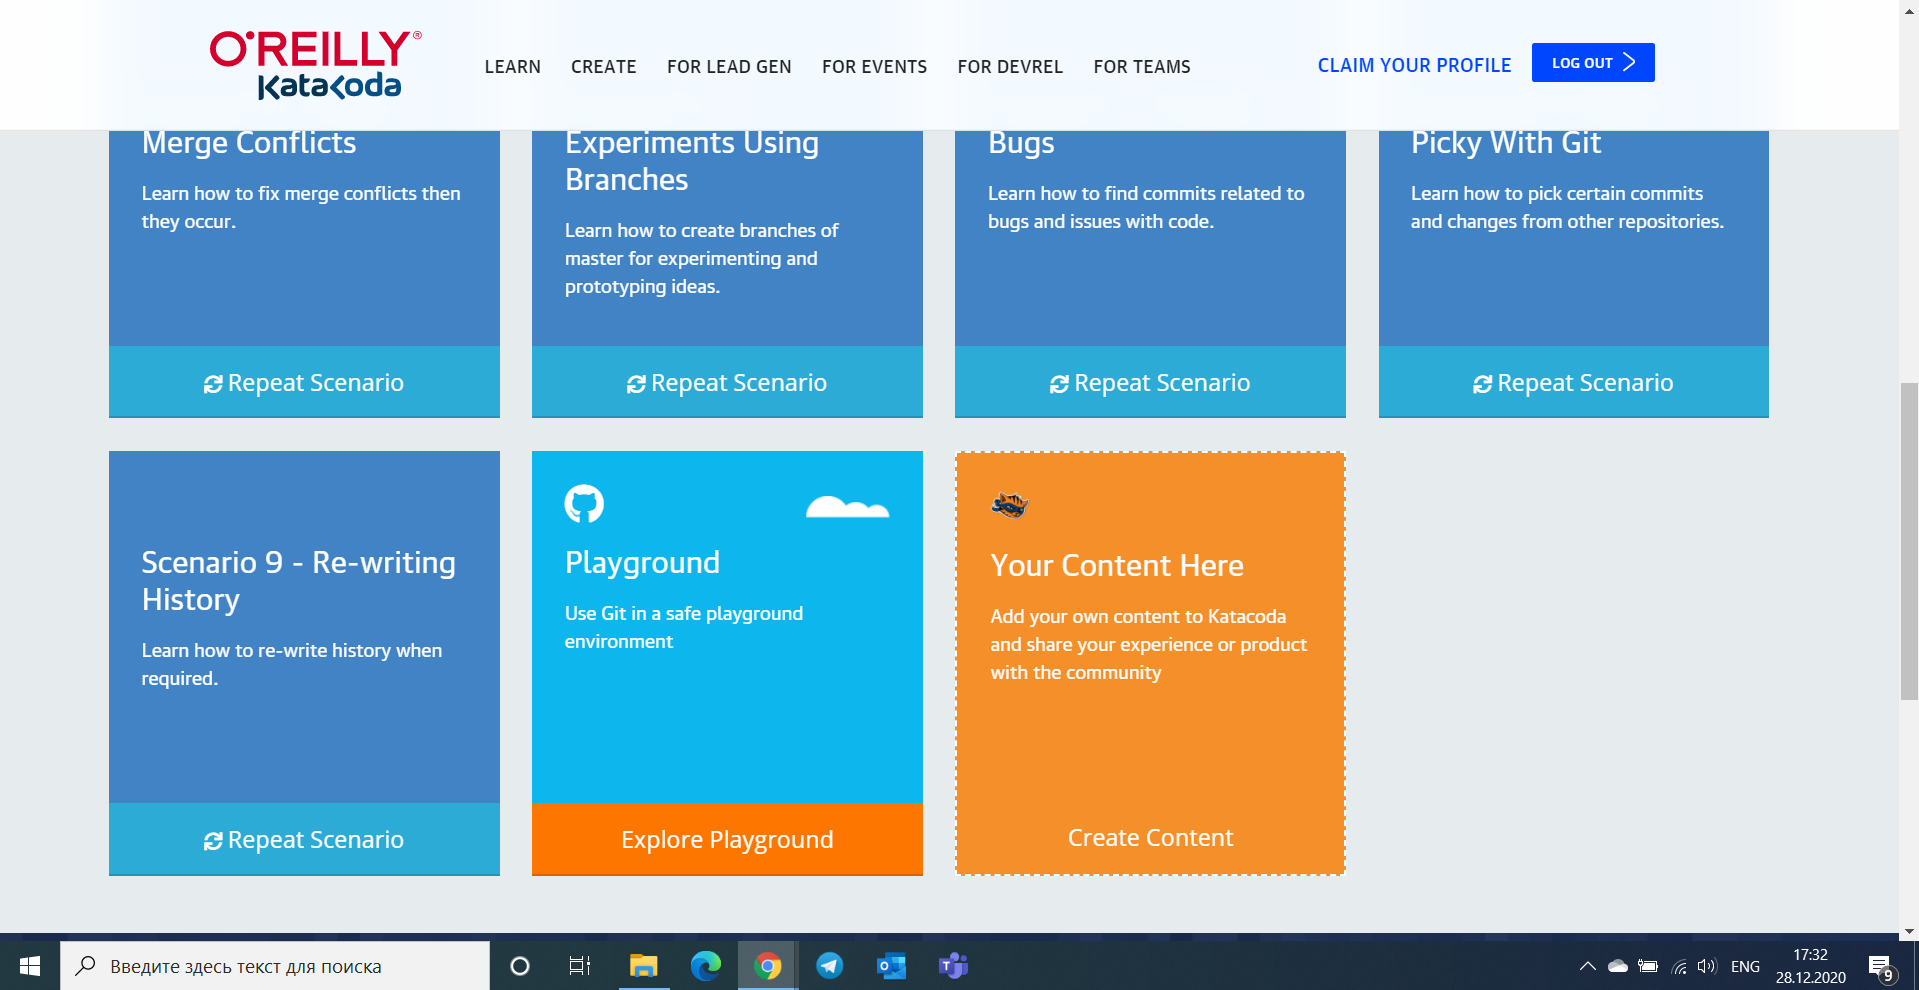 O'REILLY®
Katacoda
LEARN CREATE FOR LEAD GEN FOR EVENTS FOR DEVREL FOR TEAMS CLAIM YOUR PROFILE LOG OUT
Merge Conflicts
Learn how to fix merge conflicts then
they occur.
Repeat Scenario
Experiments Using
Branches
Learn how to create branches of
master for experimenting and
prototyping ideas.
Repeat Scenario
Bugs
Learn how to find commits related to
bugs and issues with code.
Repeat Scenario
Picky With Git
Learn how to pick certain commits
and changes from other repositories.
Repeat Scenario
Scenario 9 - Re-writing
History
Learn how to re-write history when
required.
Repeat Scenario
Playground
Use Git in a safe playground
environment
Explore Playground
Your Content Here
Add your own content to Katacoda
and share your experience or product
with the community
Create Content
Введите здесь текст для поиска
ENG
17:32
28.12.2020
9